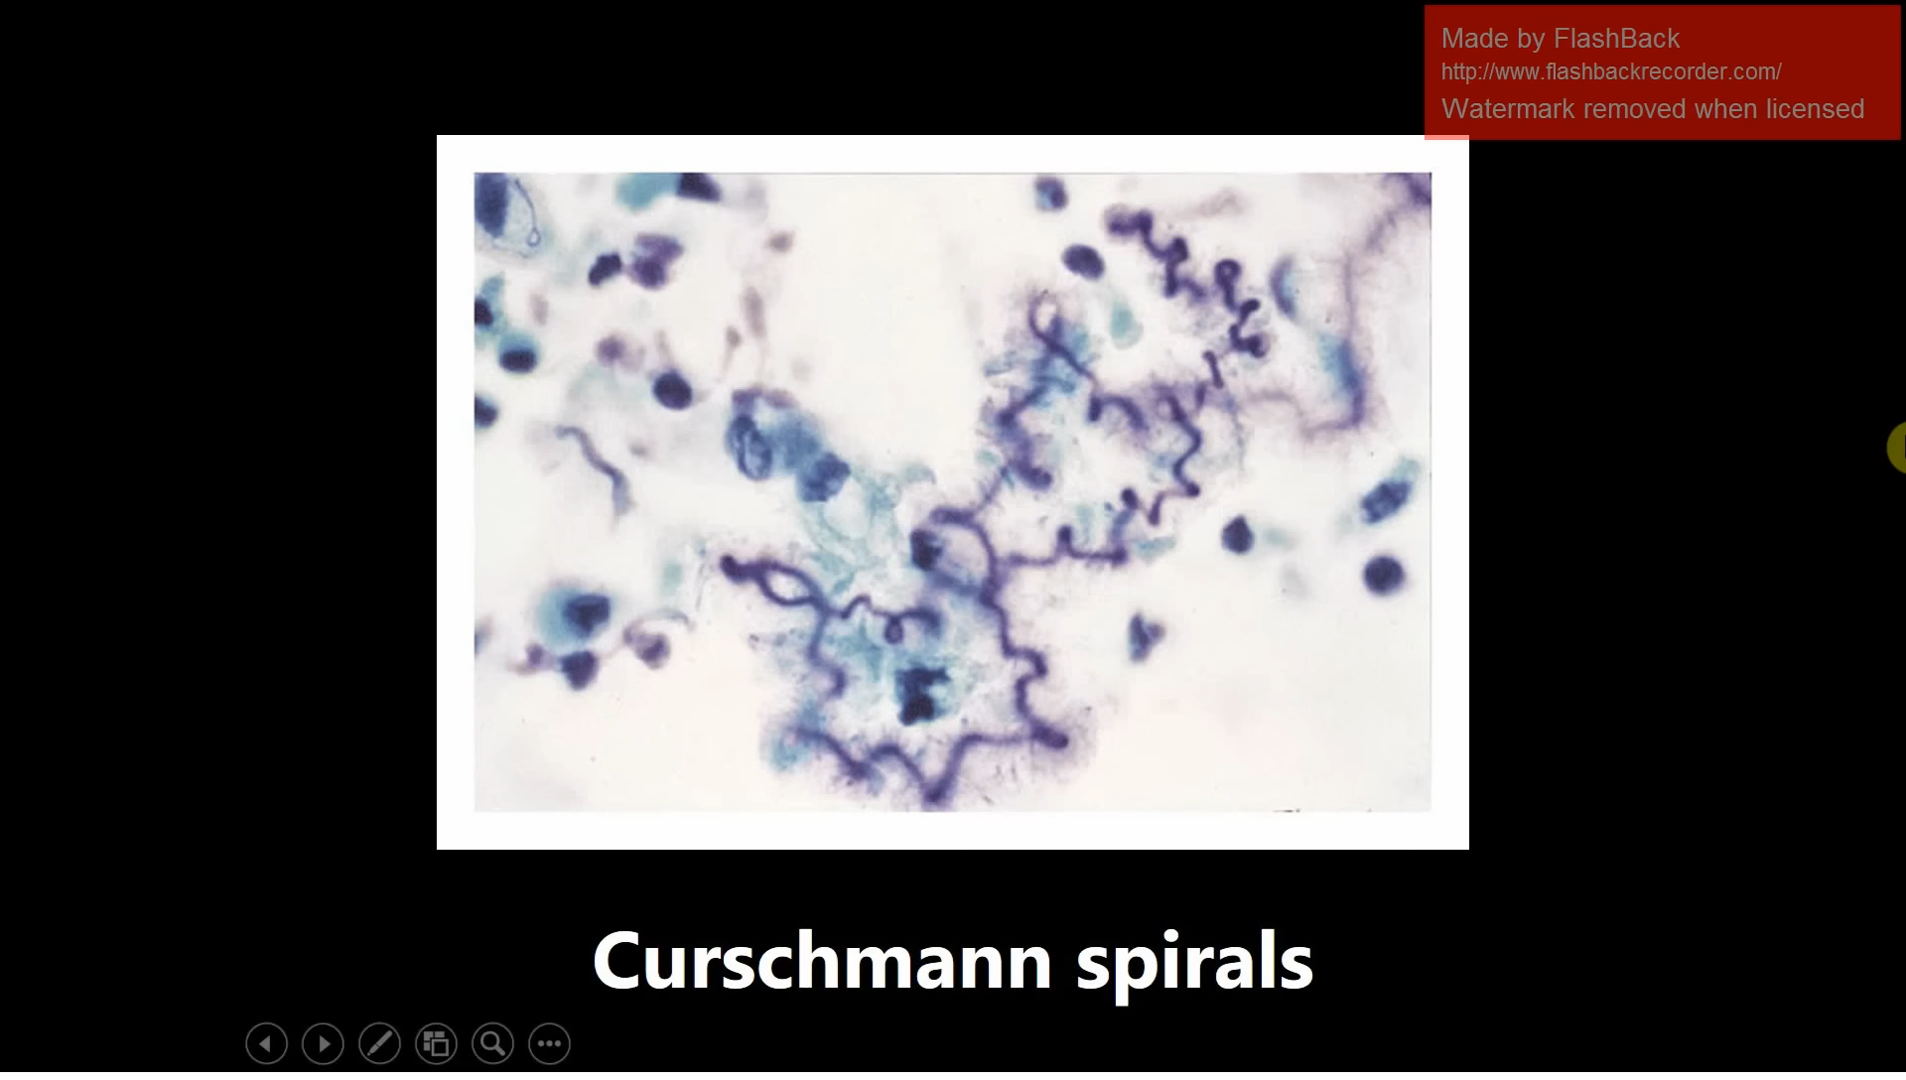 Made by FlashBack
http://www.flashbackrecorder.com/
Watermark removed when licensed
Curschmann spirals